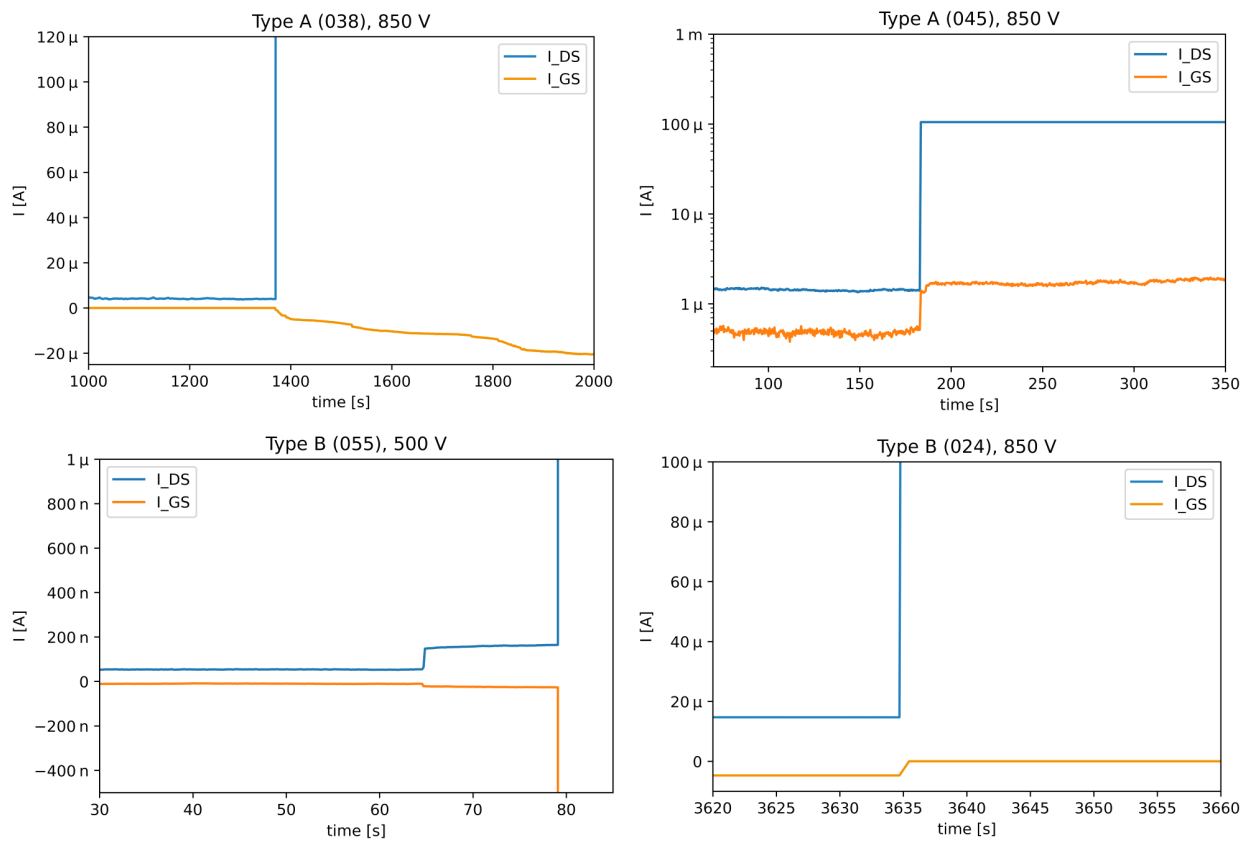 Type A (038), 850 V
120 µ
100 µ
80 µ
60 µ
40 µ
20 µ
0
−20 µ
I [A]
I_DS
I_GS
1000 1200 1400 1600 1800 2000
time [s]
Type A (045), 850 V
1 m
100 µ
10 µ
1 µ
I [A]
I_DS
I_GS
100 150 200 250 300 350
time [s]
Type B (055), 500 V
1 µ
800 n
600 n
400 n
200 n
0
−200 n
−400 n
I [A]
I_DS
I_GS
30 40 50 60 70 80
time [s]
Type B (024), 850 V
100 µ
80 µ
60 µ
40 µ
20 µ
0
I [A]
I_DS
I_GS
3620 3625 3630 3635 3640 3645 3650 3655 3660
time [s]